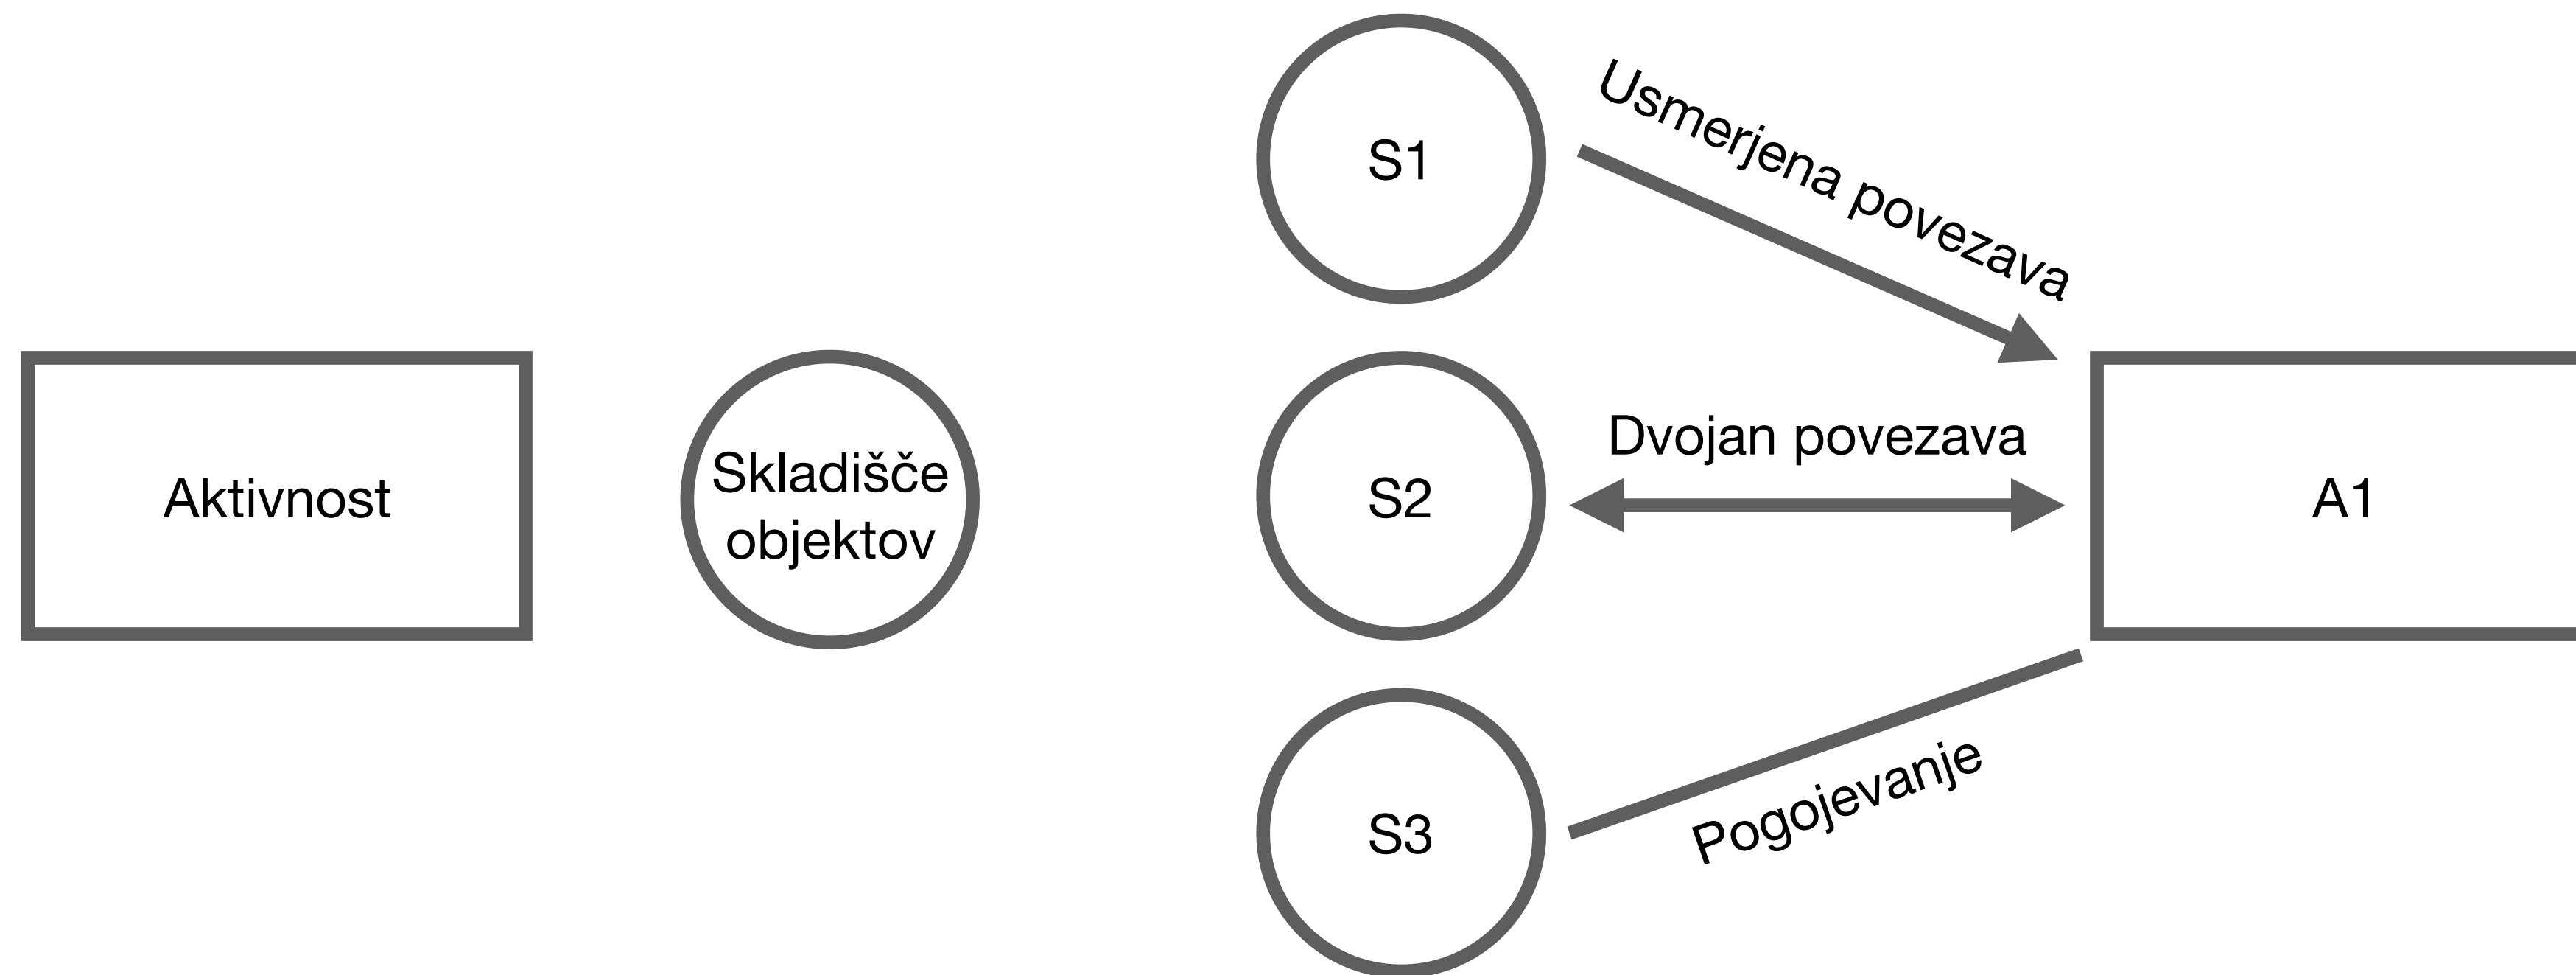 Aktivnost
Skladišče
objektov
S1
Usmerjena povezava
S2
Dvojan povezava
A1
S3
Pogojevanje